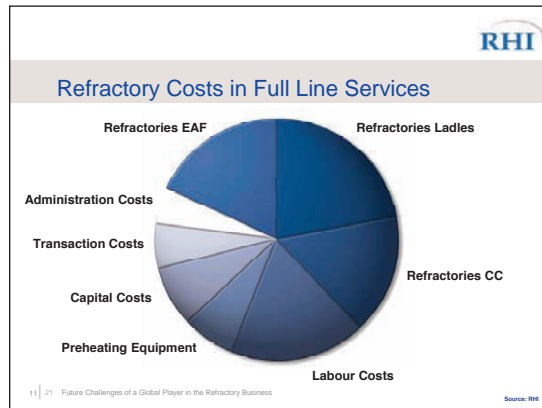 RHI
Refractory Costs in Full Line Services
Refractories EAF
Refractories Ladles
Administration Costs
Transaction Costs
Refractories CC
Capital Costs
Preheating Equipment
Labour Costs
11 | 21 Future Challenges of a Global Player in the Refractory Business
Source: RHI